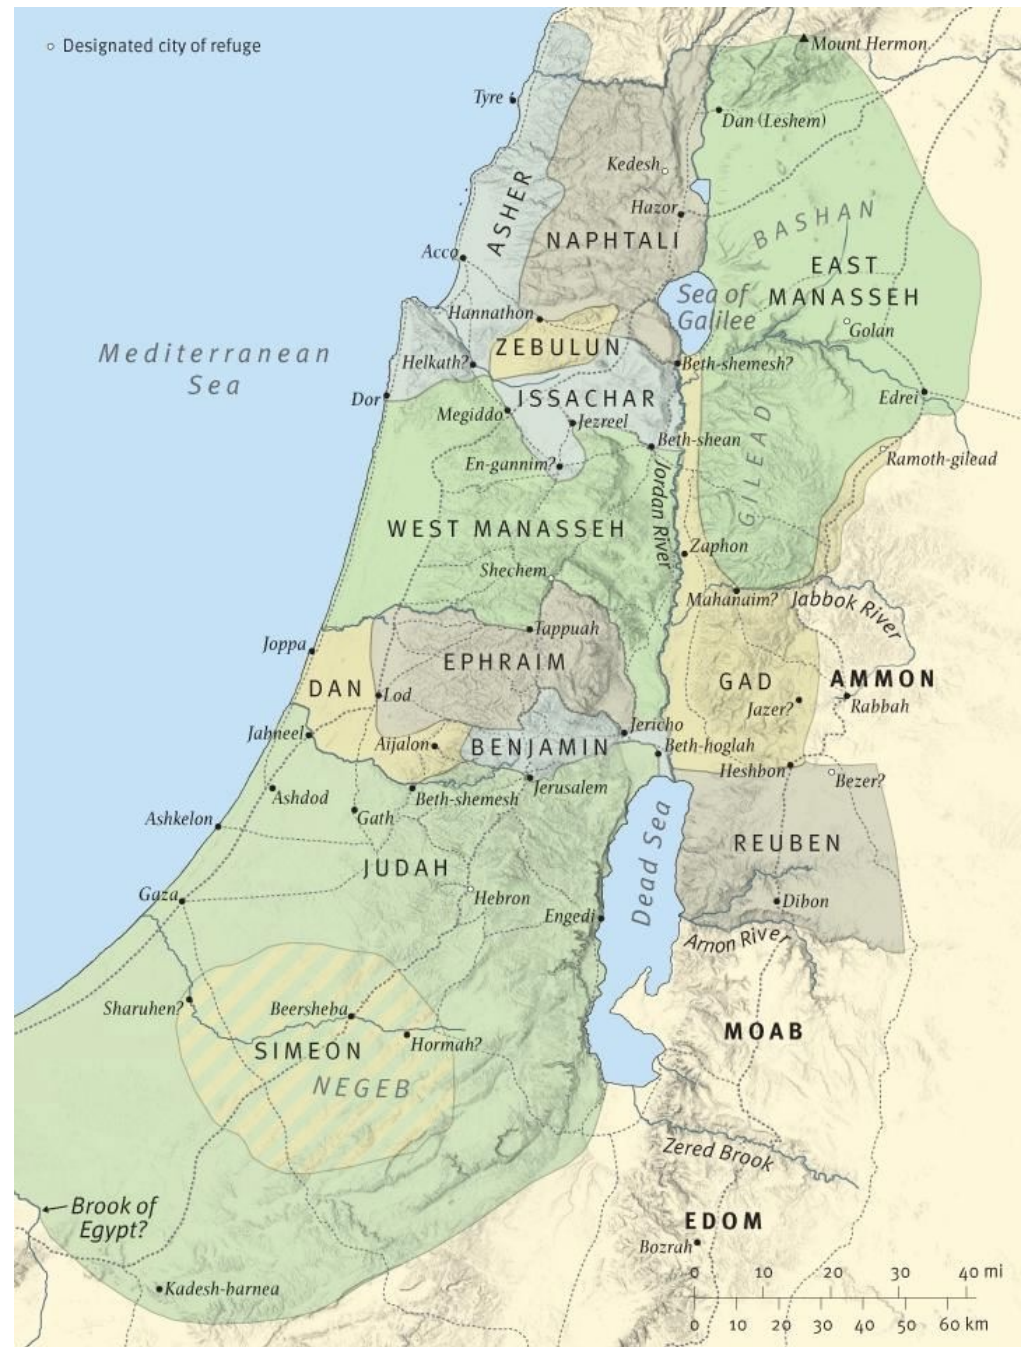 Designated city of refuge
Mount Hermon
Tyre
Dan (Leshem)
Kedesh
Hazor
ASHER
NAPHTALI
BASHAN
Acco
EAST
MANASSEH
Sea of
Galilee
Hannathon
Golan
ZEBULUN
Mediterranean
Sea
Helkath?
Beth-shemesh?
Dor
ISSACHAR
Edrei
Megiddo
Jezreel
Beth-shean
GILEAD
Ramoth-gilead
En-gannim?
Jordan River
WEST MANASSEH
Zaphon
Shechem
Mahanaim?
Jabbok River
Tappuah
Joppa
EPHRAIM
DAN
Lod
GAD
AMMON
Jazer?
Rabbah
Jabneel
Aijalon
BENJAMIN
Jericho
Beth-hoglah
Heshbon
Bezer?
Ashdod
Beth-shemesh
Jerusalem
Gath
Ashkelon
JUDAH
Dead Sea
REUBEN
Gaza
Hebron
Dibon
Engedi
Arnon River
Sharuhen?
Beersheba
SIMEON
Hormah?
MOAB
NEGEB
Zered Brook
Brook of
Egypt?
EDOM
Bozrah
Kadesh-barnea
0 10 20 30 40 mi
0 10 20 30 40 50 60 km